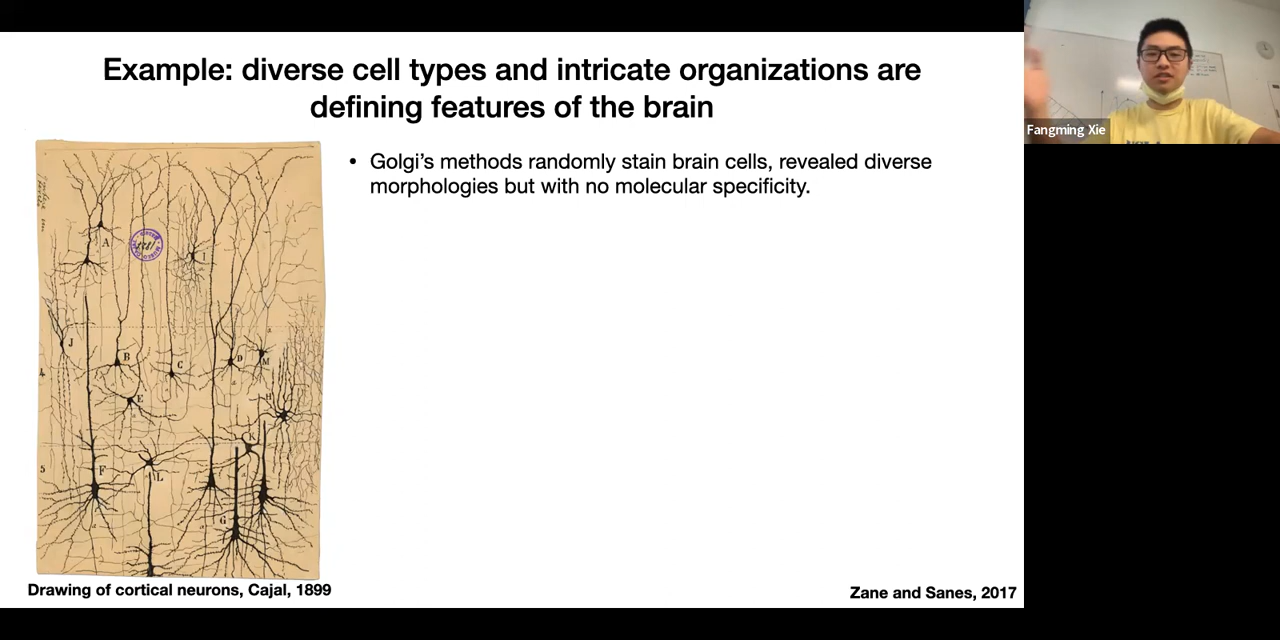 Example: diverse cell types and intricate organizations are
defining features of the brain
Fangming Xie
• Golgi’s methods randomly stain brain cells, revealed diverse
morphologies but with no molecular specificity.
A
I
J
B
C
D
M
4
E
H
K
5
F
L
G
Drawing of cortical neurons, Cajal, 1899
Zane and Sanes, 2017